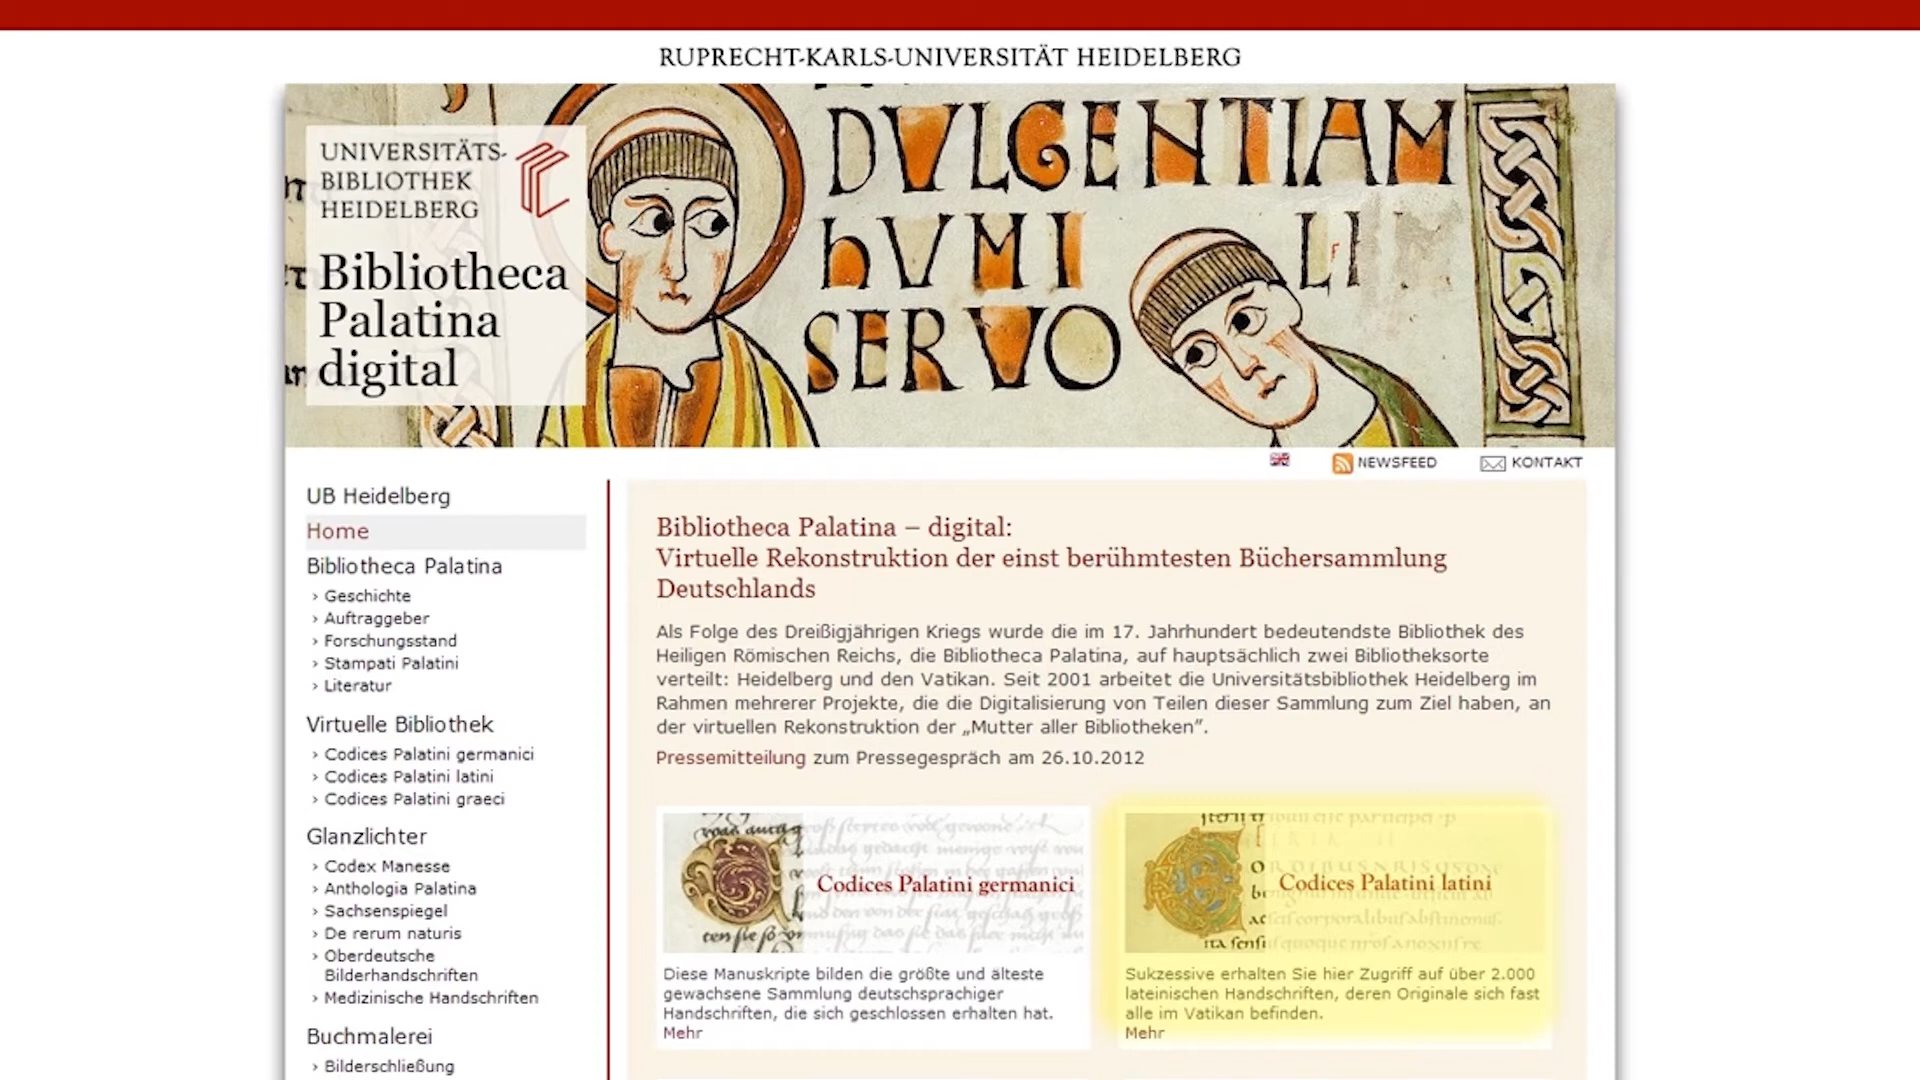 RUPRECHT-KARLS-UNIVERSITÄT HEIDELBERG
UNIVERSITÄTS-
BIBLIOTHEK
HEIDELBERG
Bibliotheca
Palatina
digital
DVLGENTIAM
hVMI
SERVO
LI
NEWSFEED
KONTAKT
UB Heidelberg
Home
Bibliotheca Palatina
› Geschichte
› Auftraggeber
› Forschungsstand
› Stampati Palatini
› Literatur
Virtuelle Bibliothek
› Codices Palatini germanici
› Codices Palatini latini
› Codices Palatini graeci
Glanzlichter
› Codex Manesse
› Anthologia Palatina
› Sachsenspiegel
› De rerum naturis
› Oberdeutsche
Bilderhandschriften
› Medizinische Handschriften
Buchmalerei
› Bilderschließung
Bibliotheca Palatina – digital:
Virtuelle Rekonstruktion der einst berühmtesten Büchersammlung
Deutschlands
Als Folge des Dreißigjährigen Kriegs wurde die im 17. Jahrhundert bedeutendste Bibliothek des
Heiligen Römischen Reichs, die Bibliotheca Palatina, auf hauptsächlich zwei Bibliotheksorte
verteilt: Heidelberg und den Vatikan. Seit 2001 arbeitet die Universitätsbibliothek Heidelberg im
Rahmen mehrerer Projekte, die die Digitalisierung von Teilen dieser Sammlung zum Ziel haben, an
der virtuellen Rekonstruktion der „Mutter aller Bibliotheken”.
Pressemitteilung zum Pressegespräch am 26.10.2012
Codices Palatini germanici
Diese Manuskripte bilden die größte und älteste
gewachsene Sammlung deutschsprachiger
Handschriften, die sich geschlossen erhalten hat.
Mehr
Codices Palatini latini
Sukzessive erhalten Sie hier Zugriff auf über 2.000
lateinischen Handschriften, deren Originale sich fast
alle im Vatikan befinden.
Mehr